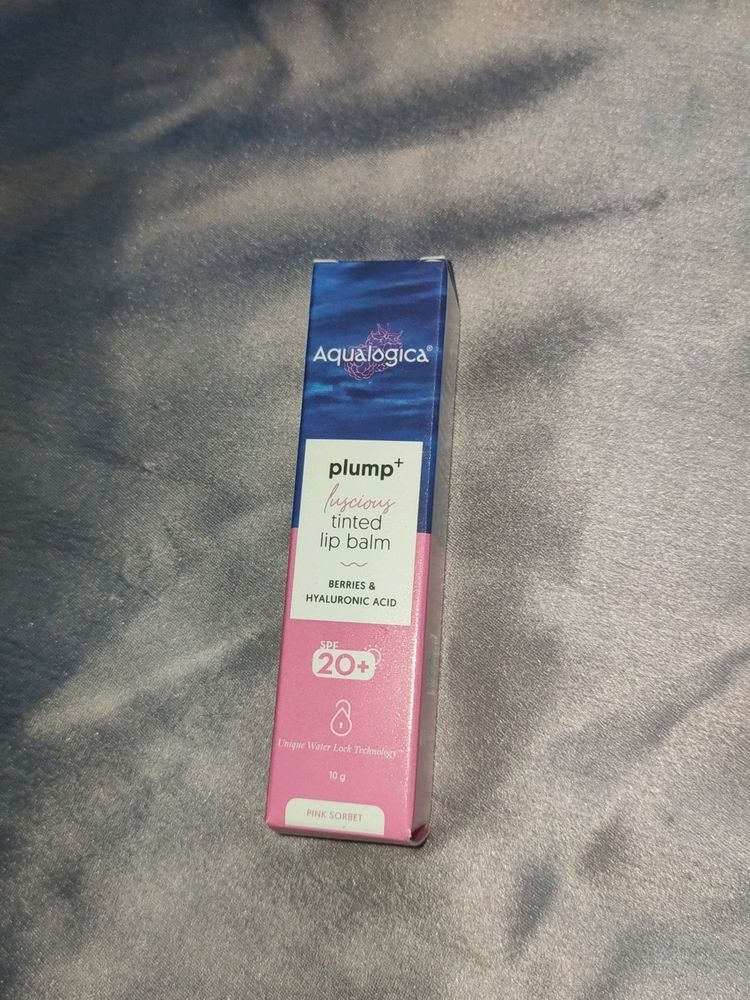 Aqualogica®
plump+
luscious
tinted
lip balm
BERRIES &
HYALURONIC ACID
SPF
20+
Unique Water Lock Technology
10 g
PINK SORBET